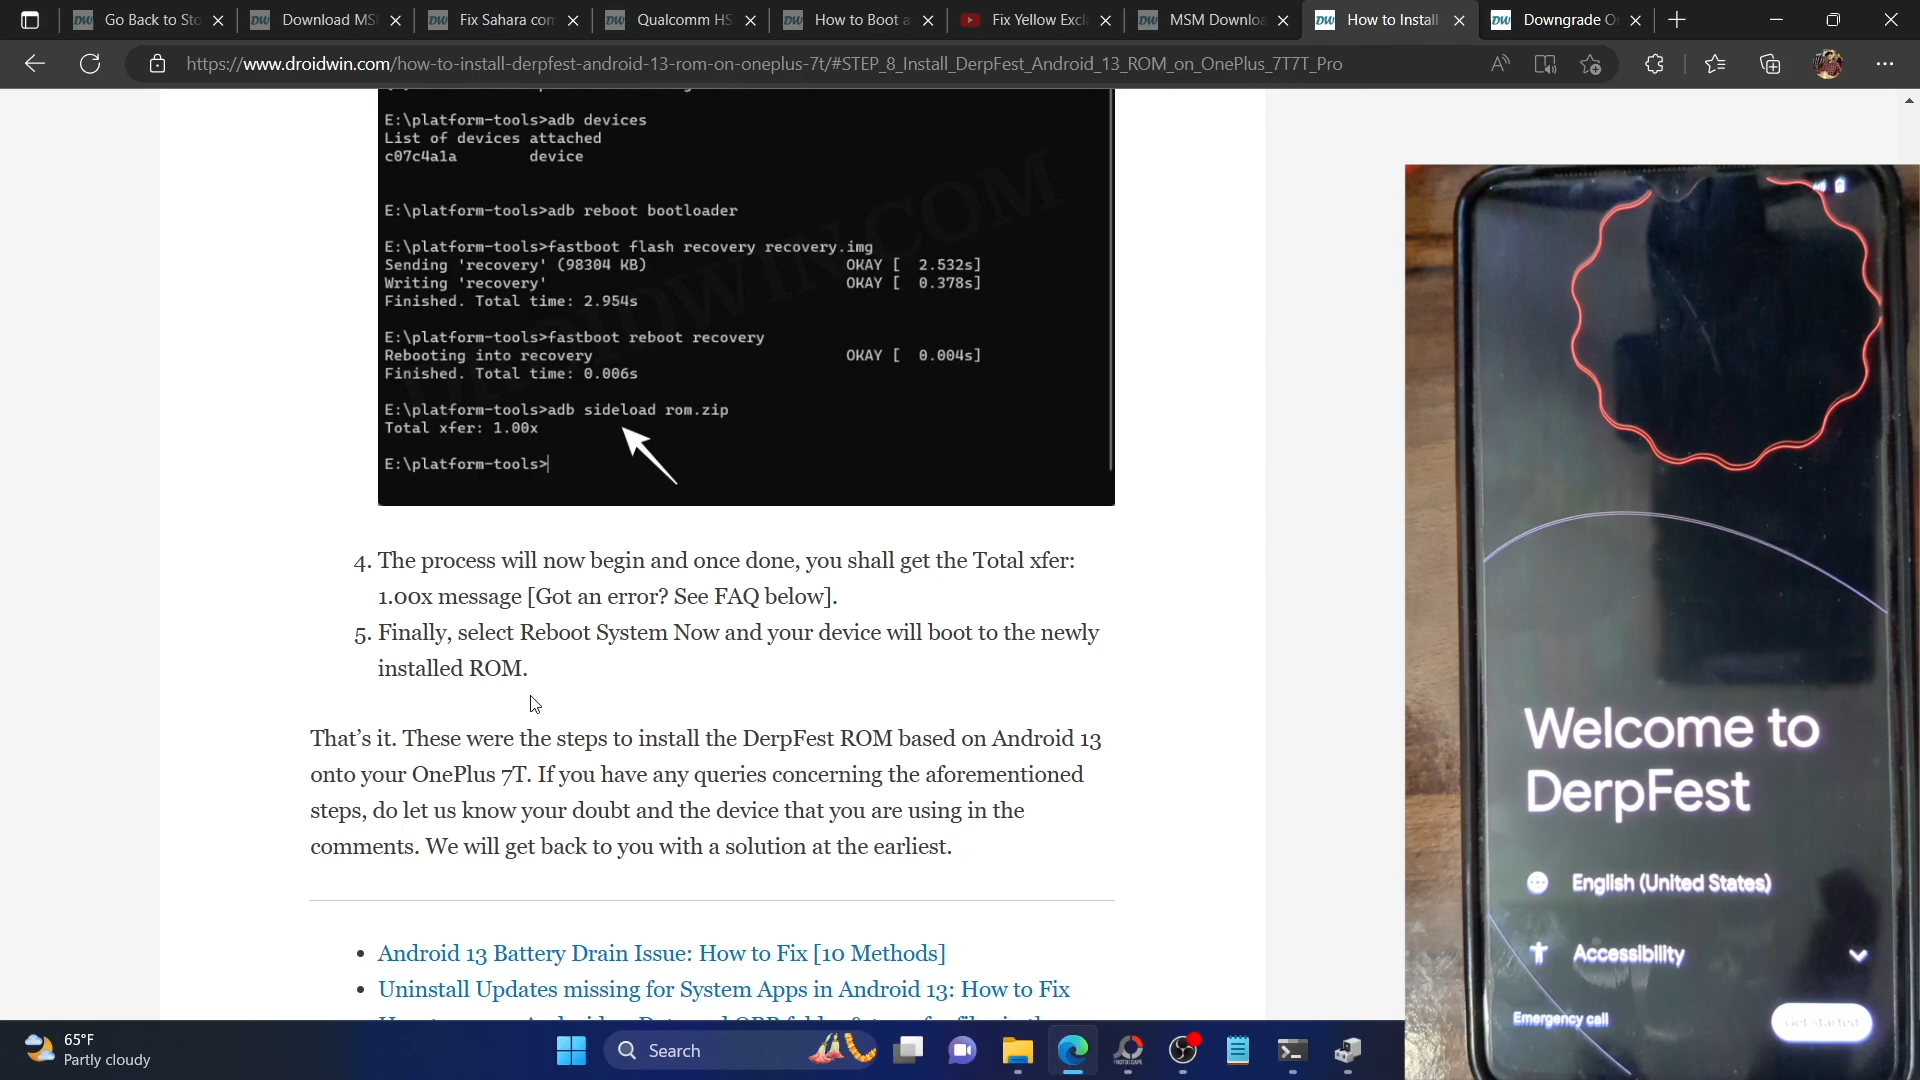 Go Back to Sto
Download MS
Fix Sahara con
Qualcomm HS
How to Boot a
Fix Yellow Excl
MSM Downloa
How to Install
Downgrade O
https://www.droidwin.com/how-to-install-derpfest-android-13-rom-on-oneplus-7t/#STEP_8_Install_DerpFest_Android_13_ROM_on_OnePlus_7T7T_Pro
E:\platform-tools>adb devices
List of devices attached
c07c4a1a device
E:\platform-tools>adb reboot bootloader
E:\platform-tools>fastboot flash recovery recovery.img
Sending 'recovery' (98304 KB) OKAY [ 2.532s]
Writing 'recovery' OKAY [ 0.378s]
Finished. Total time: 2.954s
E:\platform-tools>fastboot reboot recovery
Rebooting into recovery OKAY [ 0.004s]
Finished. Total time: 0.006s
E:\platform-tools>adb sideload rom.zip
Total xfer: 1.00x
E:\platform-tools>
DROIDWIN.COM
4. The process will now begin and once done, you shall get the Total xfer:
1.00x message [Got an error? See FAQ below].
5. Finally, select Reboot System Now and your device will boot to the newly
installed ROM.
That's it. These were the steps to install the DerpFest ROM based on Android 13
onto your OnePlus 7T. If you have any queries concerning the aforementioned
steps, do let us know your doubt and the device that you are using in the
comments. We will get back to you with a solution at the earliest.
• Android 13 Battery Drain Issue: How to Fix [10 Methods]
• Uninstall Updates missing for System Apps in Android 13: How to Fix
Welcome to
DerpFest
English (United States)
Accessibility
Emergency call
Get started
65°F
Partly cloudy
Search